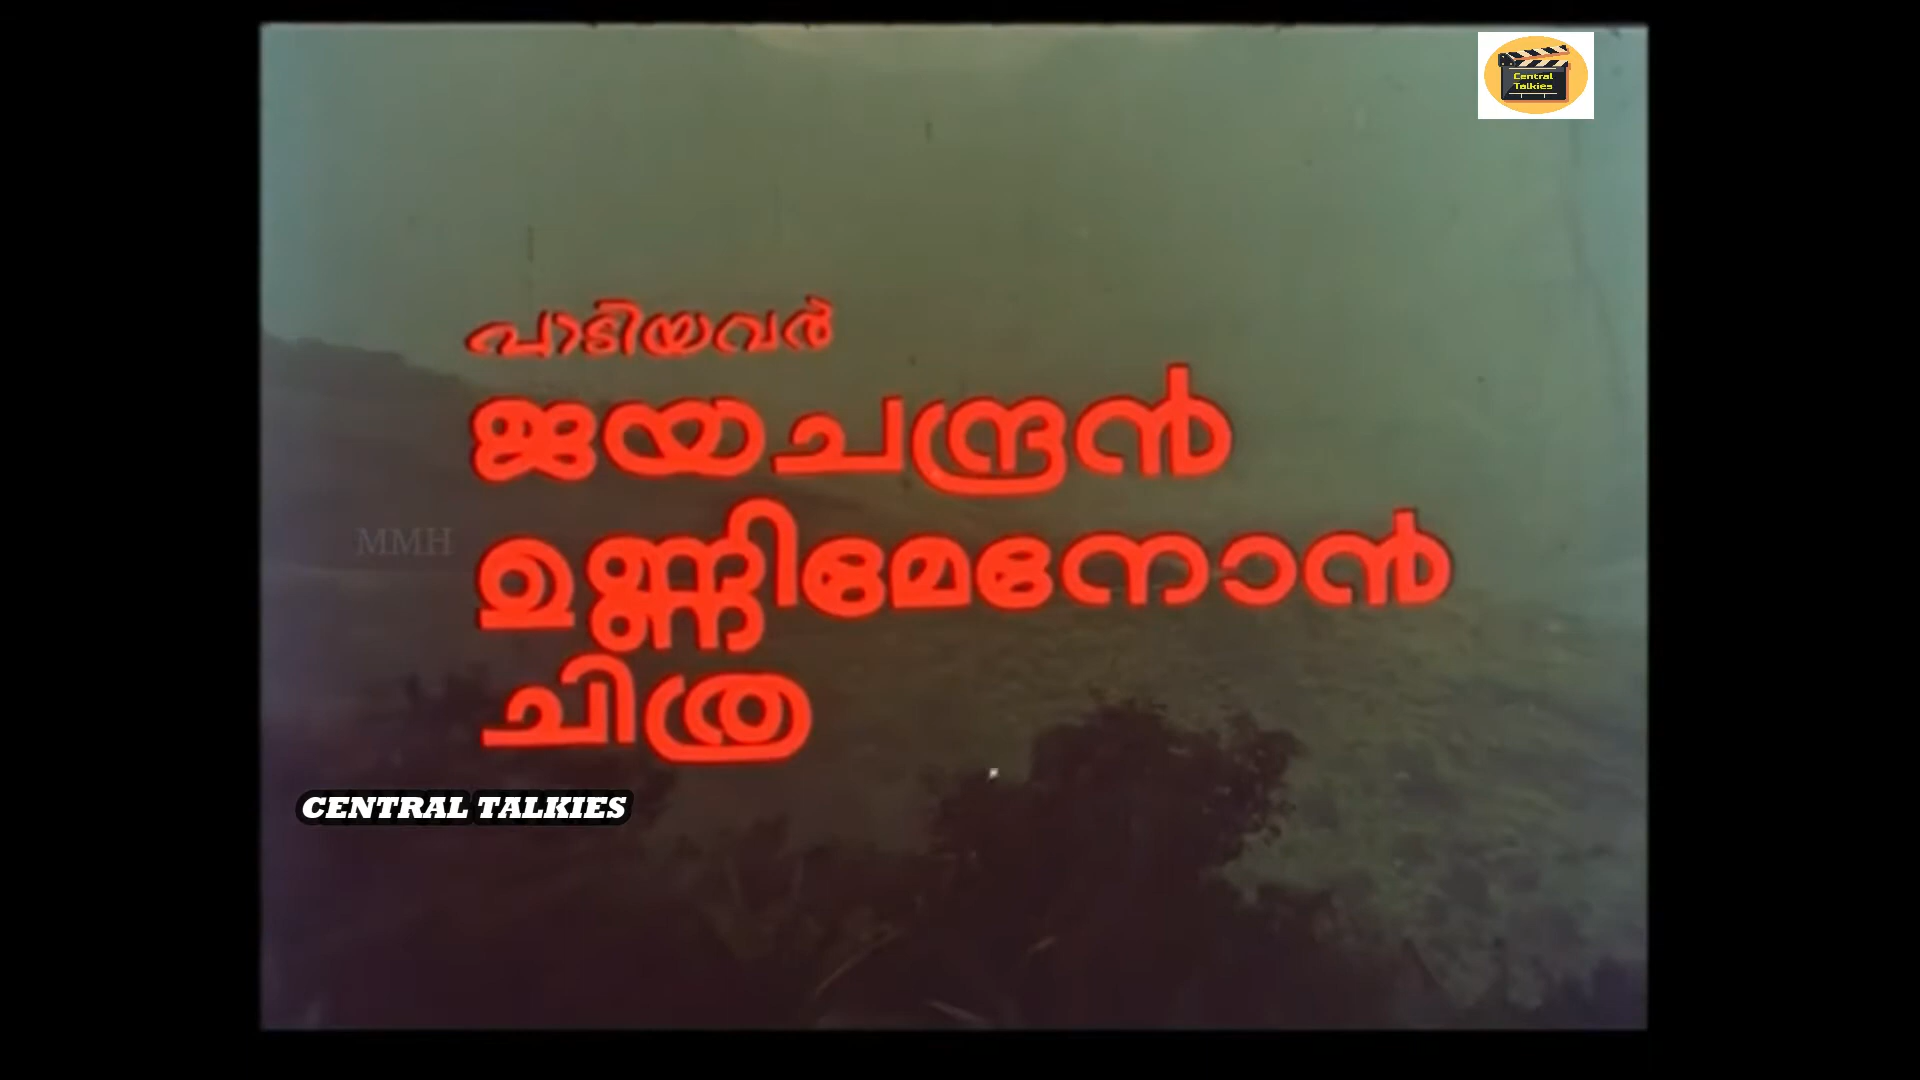 Central
Talkies
പാടിയവർ
ജയചന്ദ്രൻ
ഉണ്ണിമേനോൻ
MMH
ചിത്ര
CENTRAL TALKIES